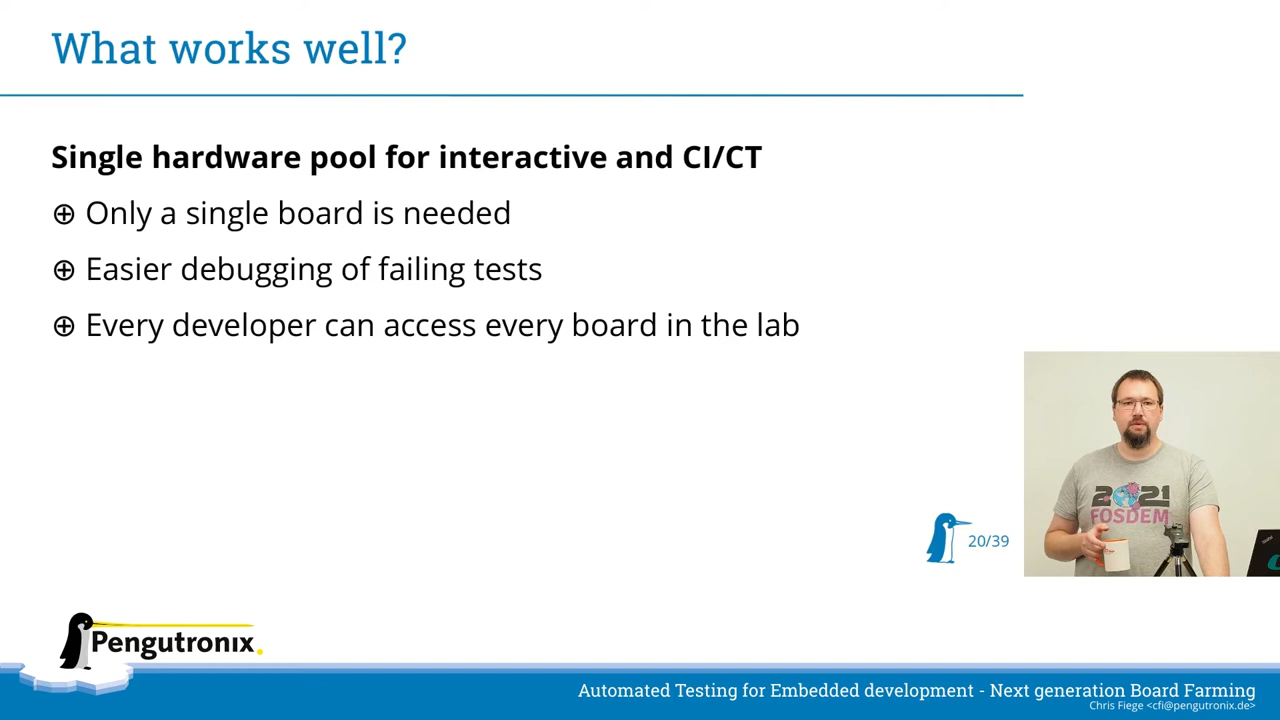 What works well?
Single hardware pool for interactive and CI/CT
⊕ Only a single board is needed
⊕ Easier debugging of failing tests
⊕ Every developer can access every board in the lab
2021
FOSDEM
20/39
Pengutronix
Automated Testing for Embedded development - Next generation Board Farming
Chris Fiege <cfi@pengutronix.de>